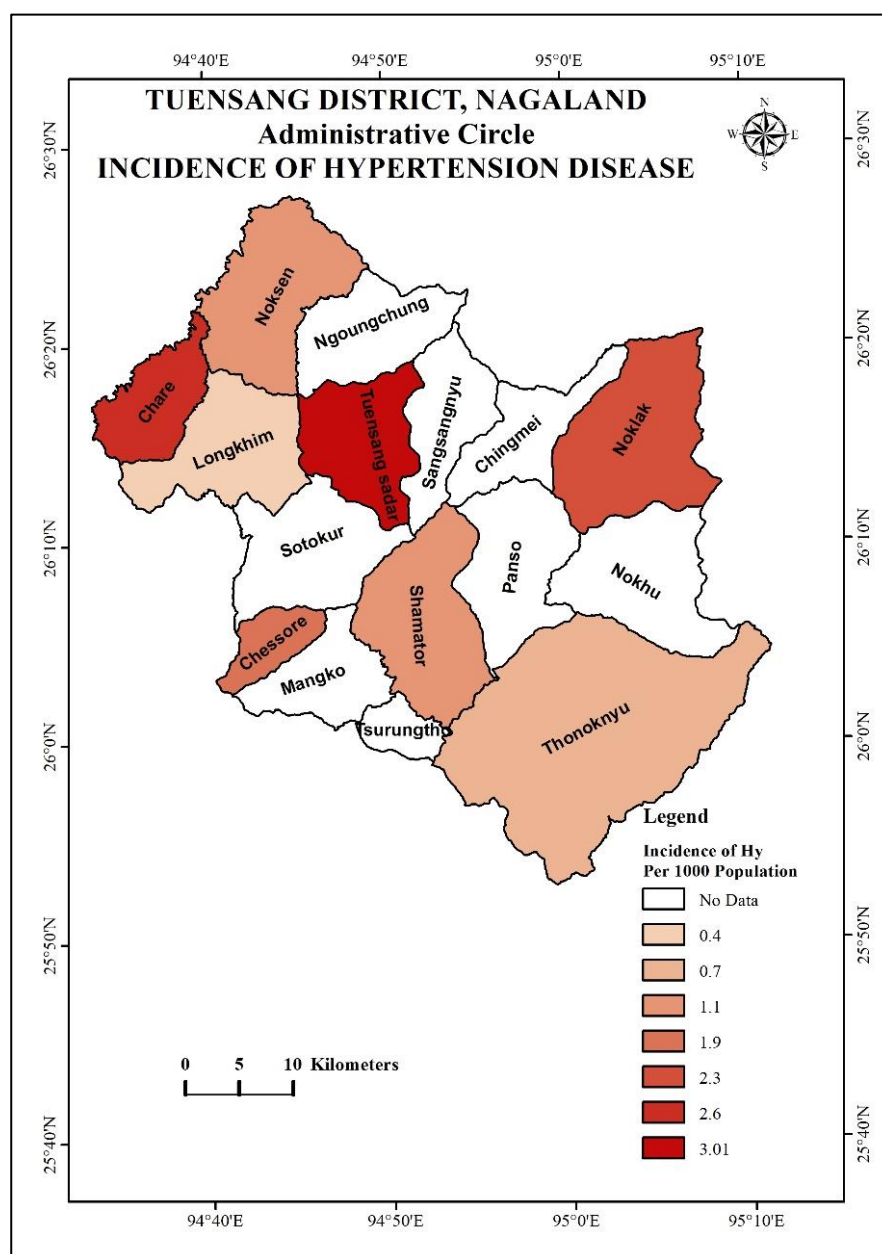 94°40'E 94°50'E 95°0'E 95°10'E
TUENSANG DISTRICT, NAGALAND
Administrative Circle
INCIDENCE OF HYPERTENSION DISEASE
N
W E
S
26°30'N 26°30'N
Noksen
Ngoungchung
26°20'N 26°20'N
Chare
Longkhim
Tuensang sadar
Sangsangnyu
Chingmei
Noklak
26°10'N 26°10'N
Sotokur
Shamator
Panso
Nokhu
Chessore
Mangko
Tsurungtho
Thonoknyu
26°0'N 26°0'N
Legend
Incidence of Hy
Per 1000 Population
No Data
0.4
0.7
1.1
1.9
2.3
2.6
3.01
25°50'N 25°50'N
0 5 10 Kilometers
25°40'N 25°40'N
94°40'E 94°50'E 95°0'E 95°10'E